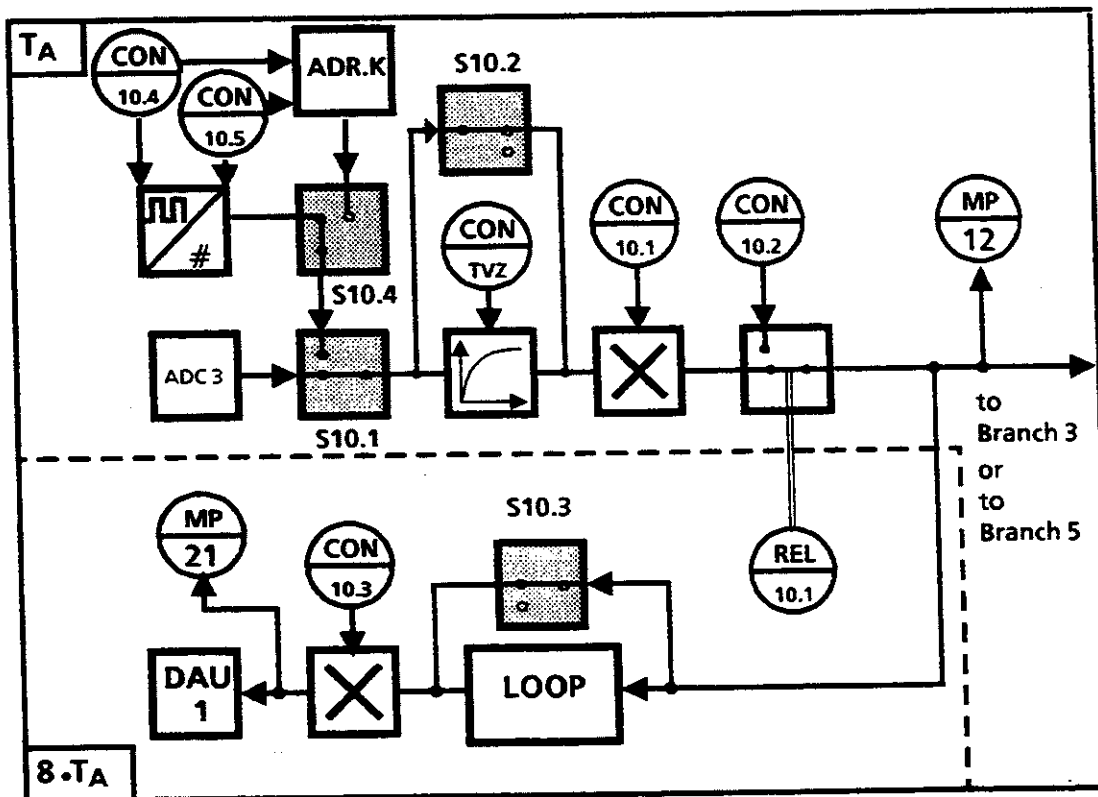 TA
CON
10.4
CON
10.5
ADR.K
S10.2
#
S10.4
CON
TVZ
CON
10.1
CON
10.2
MP
12
ADC 3
S10.1
to
Branch 3
or
to
Branch 5
MP
21
CON
10.3
S10.3
REL
10.1
DAU
1
LOOP
8•TA